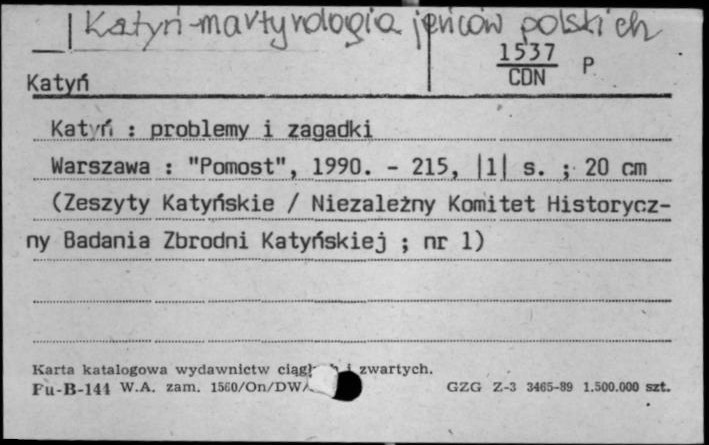 Katyń-martyrologia jeńców polskich
1537 P
CDN
Katyń
Katyń : problemy i zagadki
Warszawa : "Pomost", 1990. - 215, |1| s. ; 20 cm
(Zeszyty Katyńskie / Niezależny Komitet Historycz-
ny Badania Zbrodni Katyńskiej ; nr 1)
Karta katalogowa wydawnictw i zwartych.
Fu-B-144 W.A. zam. 1560/On/DW/ GZG Z-3 3465-89 1.500.000 szt.